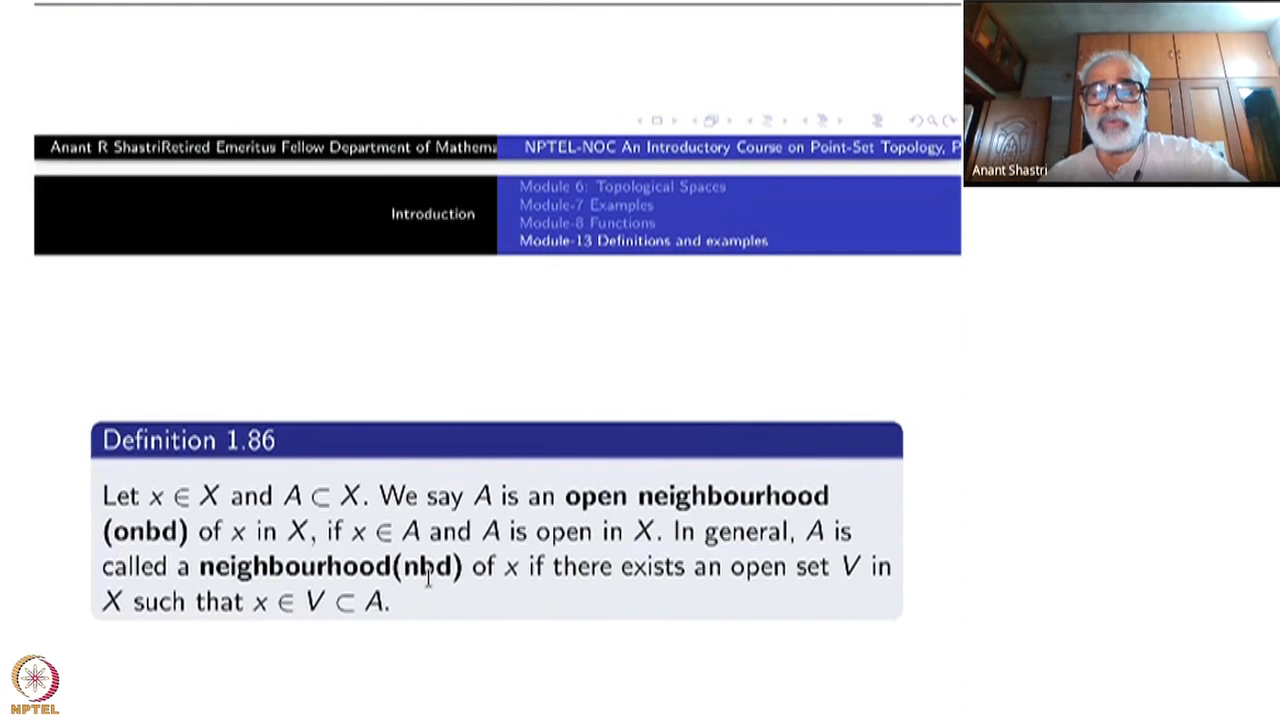 Anant R ShastriRetired Emeritus Fellow Department of Mathema
NPTEL-NOC An Introductory Course on Point-Set Topology, P
Anant Shastri
Introduction
Module 6: Topological Spaces
Module-7 Examples
Module-8 Functions
Module-13 Definitions and examples
Definition 1.86
Let x ∈ X and A ⊂ X. We say A is an open neighbourhood
(onbd) of x in X, if x ∈ A and A is open in X. In general, A is
called a neighbourhood(nbd) of x if there exists an open set V in
X such that x ∈ V ⊂ A.
NPTEL